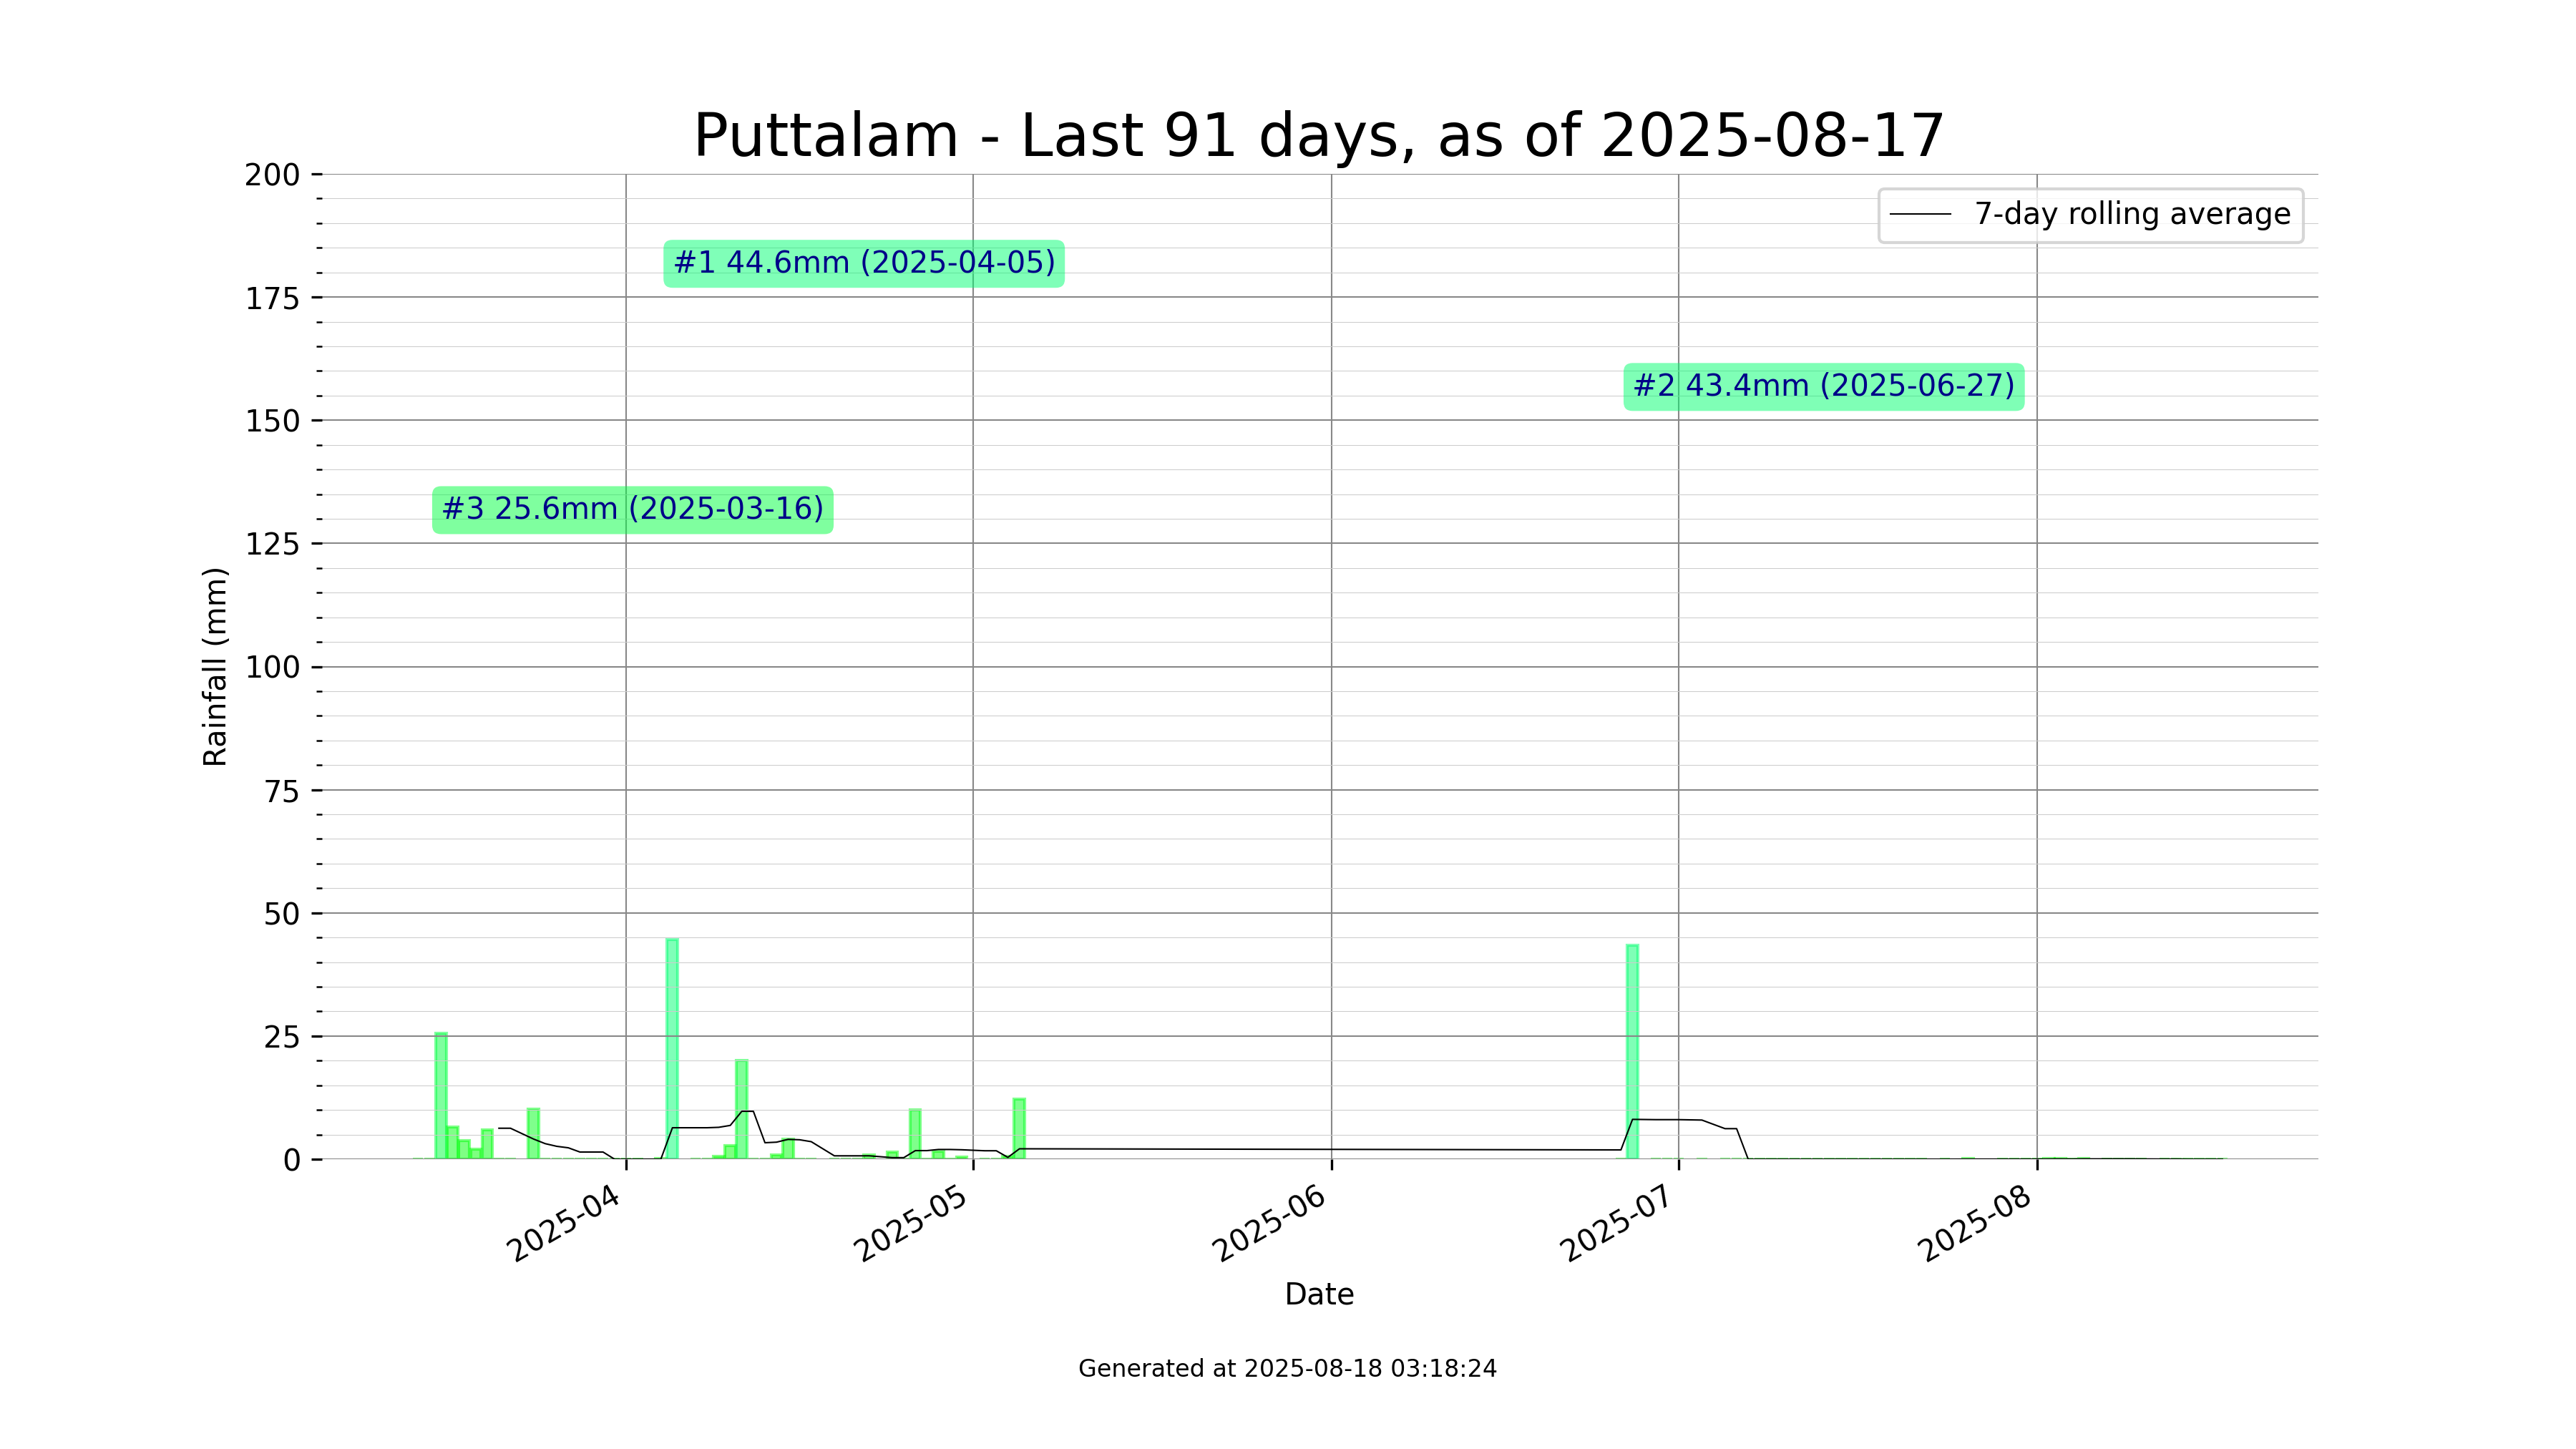 Puttalam - Last 91 days, as of 2025-08-17
7-day rolling average
#1 44.6mm (2025-04-05)
#2 43.4mm (2025-06-27)
#3 25.6mm (2025-03-16)
Rainfall (mm)
200
175
150
125
100
75
50
25
0
2025-04
2025-05
2025-06
2025-07
2025-08
Date
Generated at 2025-08-18 03:18:24